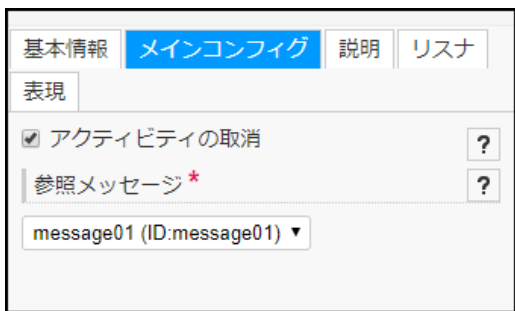 基本情報 メインコンフィグ 説明 リスナ
表現
アクティビティの取消 ?
参照メッセージ * ?
message01 (ID:message01) ▼